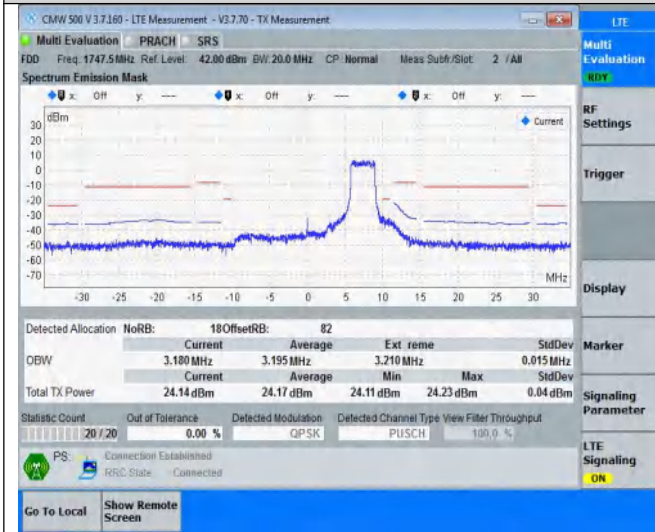 CMW 500 V 3.7.160 - LTE Measurement - V3.7.70 - TX Measurement
LTE
Multi Evaluation PRACH SRS
Multi
Evaluation
RDY
FDD Freq.:1747.5MHz Ref. Level: 42.00 dBm BW: 20.0 MHz CP: Normal Meas Subfr./Slot: 2 / All
Spectrum Emission Mask
x: Off y: --- x: Off y: --- x: Off y: ---
RF
Settings
dBm
Current
30
20
10
0
-10
-20
-30
-40
-50
-60
-70
MHz
-30 -25 -20 -15 -10 -5 0 5 10 15 20 25 30
Trigger
Display
Marker
Signaling
Parameter
LTE
Signaling
ON
Detected Allocation NoRB: 18OffsetRB: 82
Current Average Ext reme StdDev
OBW 3.180 MHz 3.195 MHz 3.210 MHz 0.015 MHz
Current Average Min Max StdDev
Total TX Power 24.14 dBm 24.17 dBm 24.11 dBm 24.23 dBm 0.04 dBm
Statistic Count Out of Tolerance Detected Modulation Detected Channel Type View Filter Throughput
20 / 20 0.00 % QPSK PUSCH 100.0 %
PS: Connection Established
RRC State Connected
Go To Local
Show Remote
Screen